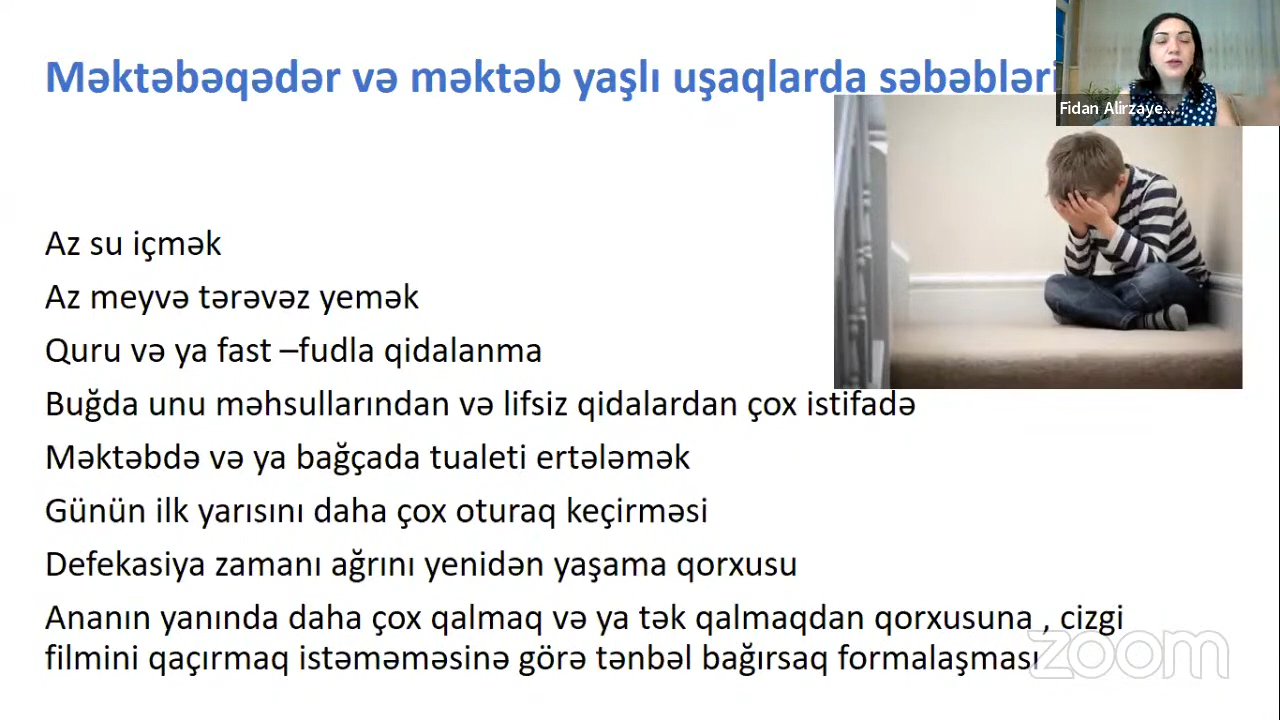 Məktəbəqədər və məktəb yaşlı uşaqlarda səbəbləri
Fidan Alirzaye...
Az su içmək
Az meyvə tərəvəz yemək
Quru və ya fast –fudla qidalanma
Buğda unu məhsullarından və lifsiz qidalardan çox istifadə
Məktəbdə və ya bağçada tualeti ertələmək
Günün ilk yarısını daha çox oturaq keçirməsi
Defekasiya zamanı ağrını yenidən yaşama qorxusu
Ananın yanında daha çox qalmaq və ya tək qalmaqdan qorxusuna , cizgi
filmini qaçırmaq istəməməsinə görə tənbəl bağırsaq formalaşması
zoom